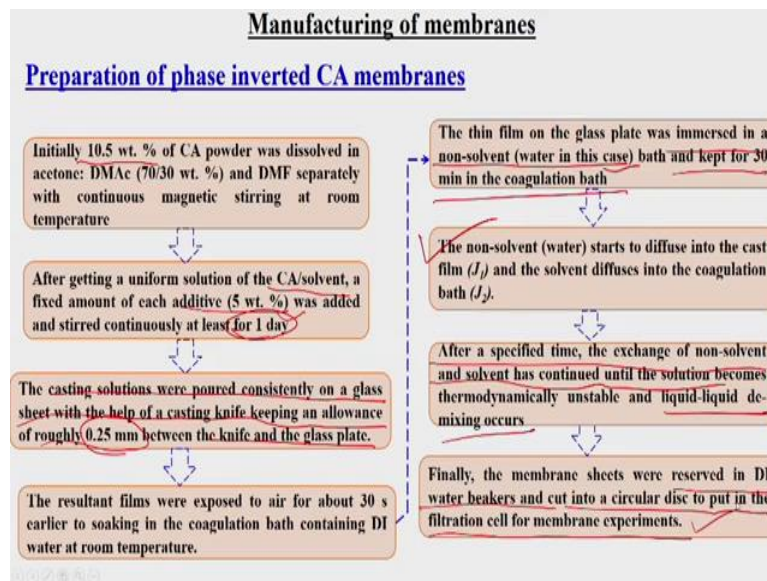 Manufacturing of membranes
Preparation of phase inverted CA membranes
Initially 10.5 wt. % of CA powder was dissolved in
acetone: DMAc (70/30 wt. %) and DMF separately
with continuous magnetic stirring at room
temperature
After getting a uniform solution of the CA/solvent, a
fixed amount of each additive (5 wt. %) was added
and stirred continuously at least for 1 day
The casting solutions were poured consistently on a glass
sheet with the help of a casting knife keeping an allowance
of roughly 0.25 mm between the knife and the glass plate.
The resultant films were exposed to air for about 30 s
earlier to soaking in the coagulation bath containing DI
water at room temperature.
The thin film on the glass plate was immersed in a
non-solvent (water in this case) bath and kept for 30
min in the coagulation bath
The non-solvent (water) starts to diffuse into the cast
film (J₁) and the solvent diffuses into the coagulation
bath (J₂).
After a specified time, the exchange of non-solvent
and solvent has continued until the solution becomes
thermodynamically unstable and liquid-liquid de-
mixing occurs
Finally, the membrane sheets were reserved in DI
water beakers and cut into a circular disc to put in the
filtration cell for membrane experiments.